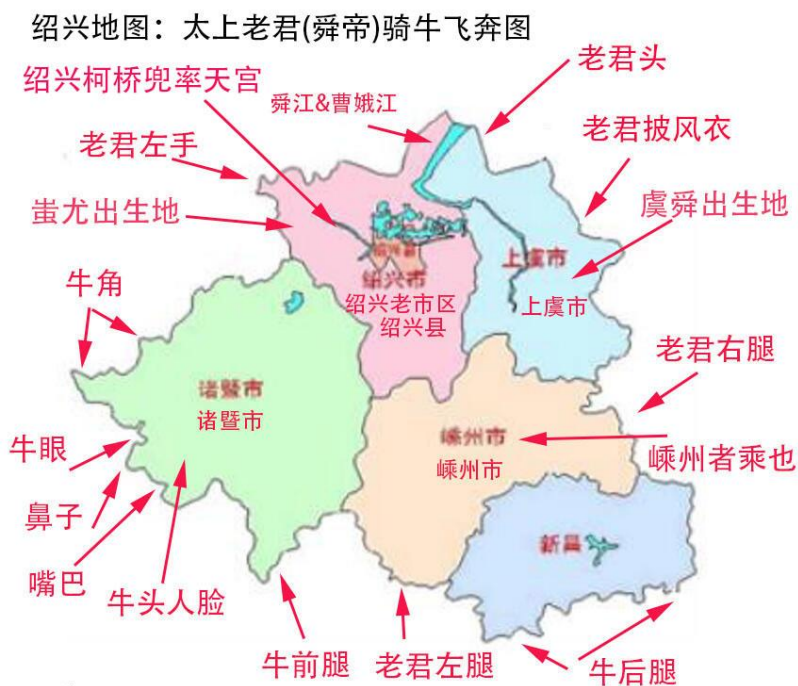 绍兴地图：太上老君(舜帝)骑牛飞奔图
老君头
绍兴柯桥兜率天宫
舜江&曹娥江
老君披风衣
老君左手
蚩尤出生地
虞舜出生地
上虞市
绍兴市
绍兴老市区
上虞市
绍兴县
牛角
老君右腿
诸暨市
诸暨市
嵊州市
牛眼
嵊州市
嵊州者乘也
鼻子
新昌
嘴巴
牛头人脸
牛前腿
老君左腿
牛后腿